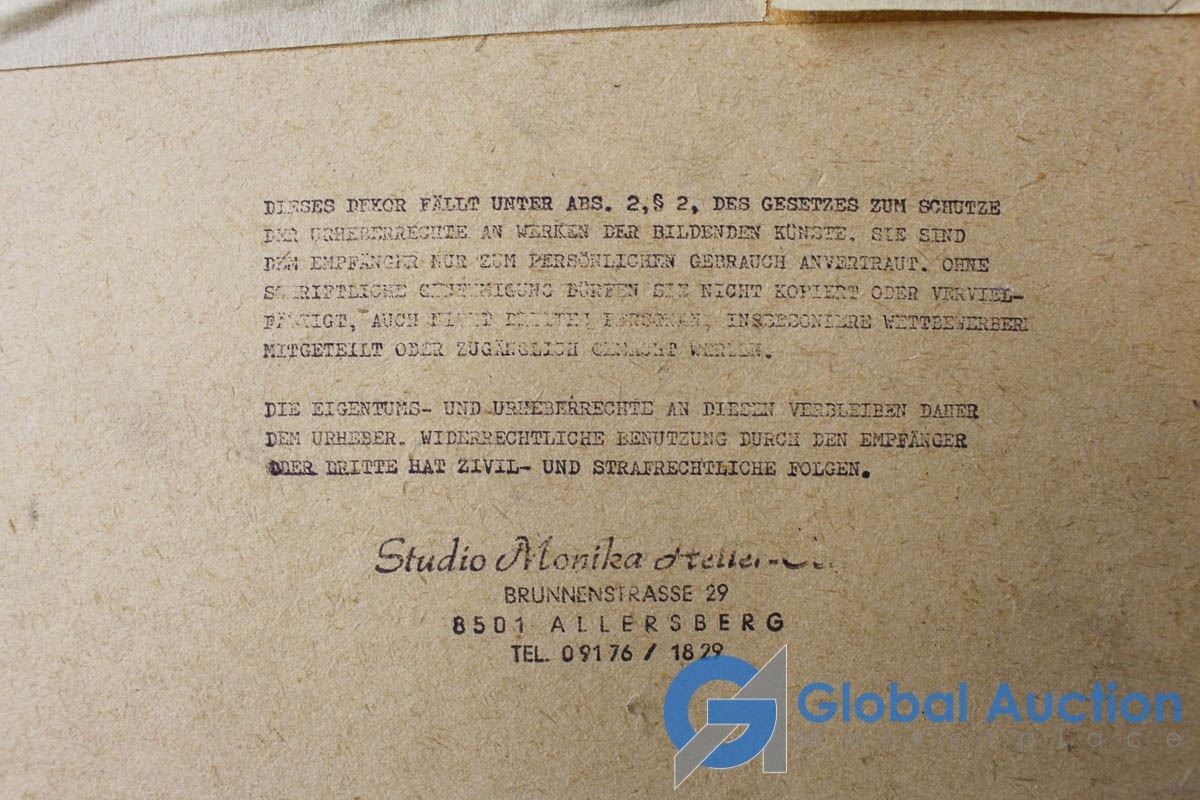 DIESES DEKOR FÄLLT UNTER ABS. 2,§ 2, DES GESETZES ZUM SCHUTZE
DER URHEBERRECHTE AN WERKEN DER BILDENDEN KÜNSTE. SIE SIND
DEM EMPFÄNGER NUR ZUM PERSÖNLICHEN GEBRAUCH ANVERTRAUT. OHNE
SCHRIFTLICHE GENEHMIGUNG DÜRFEN SIE NICHT KOPIERT ODER VERVIEL-
FÄLTIGT, AUCH NICHT DRITTEN PERSONEN, INSBESONDERE WETTBEWERBERN
MITGETEILT ODER ZUGÄNGLICH GEMACHT WERDEN.
DIE EIGENTUMS- UND URHEBERRECHTE AN DIESEN VERBLEIBEN DAHER
DEM URHEBER. WIDERRECHTLICHE BENUTZUNG DURCH DEN EMPFÄNGER
ODER DRITTE HAT ZIVIL- UND STRAFRECHTLICHE FOLGEN.
Studio Monika
BRUNNENSTRASSE 29
8501 ALLERSBERG
TEL. 09176 / 1829
Global Auction
marketplace